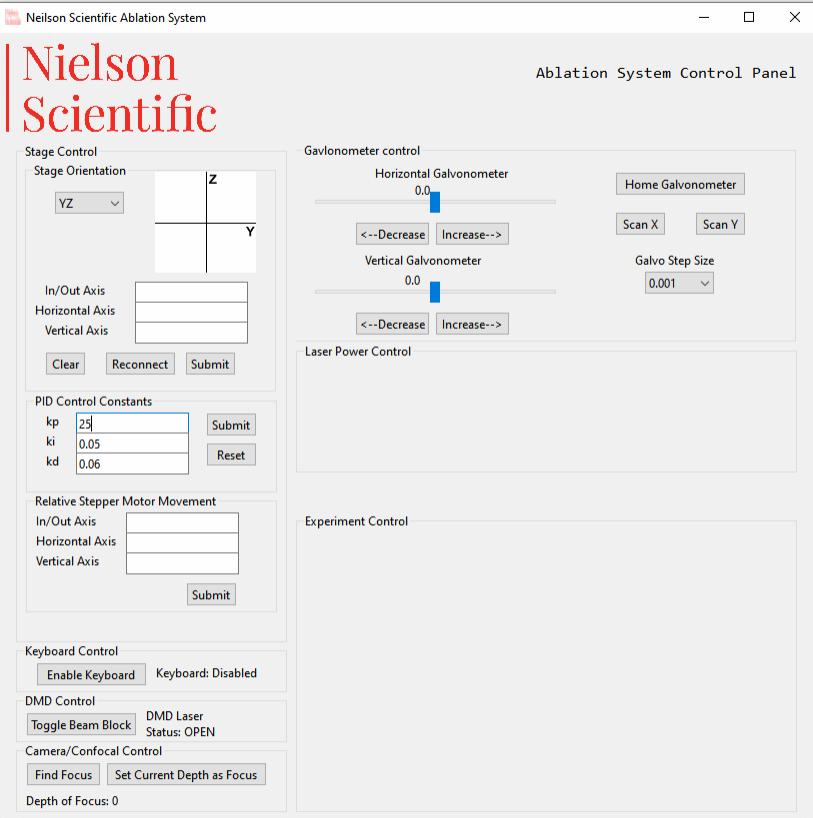 Neilson Scientific Ablation System
Nielson
Scientific
Ablation System Control Panel
Stage Control
Stage Orientation
YZ
Z
Y
In/Out Axis
Horizontal Axis
Vertical Axis
Clear Reconnect Submit
PID Control Constants
kp 25 Submit
ki 0.05
kd 0.06 Reset
Relative Stepper Motor Movement
In/Out Axis
Horizontal Axis
Vertical Axis
Submit
Keyboard Control
Enable Keyboard Keyboard: Disabled
DMD Control
Toggle Beam Block DMD Laser
Status: OPEN
Camera/Confocal Control
Find Focus Set Current Depth as Focus
Depth of Focus: 0
Gavlonometer control
Horizontal Galvonometer
0.0
<--Decrease Increase-->
Vertical Galvonometer
0.0
<--Decrease Increase-->
Home Galvonometer
Scan X Scan Y
Galvo Step Size
0.001
Laser Power Control
Experiment Control